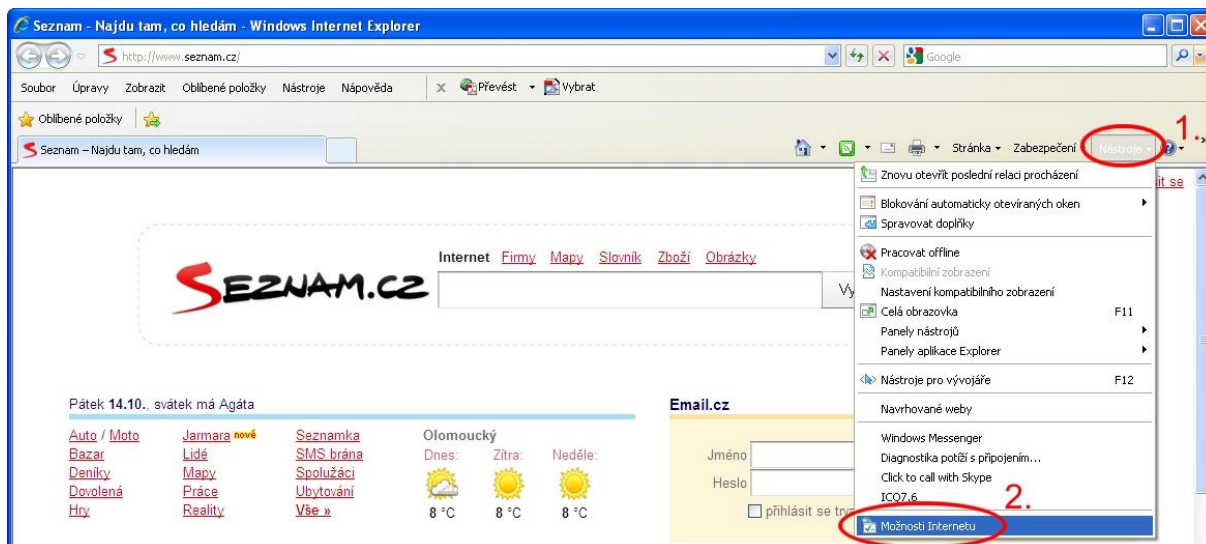 Seznam - Najdu tam, co hledám - Windows Internet Explorer
http://www.seznam.cz/
Google
Soubor Úpravy Zobrazit Oblíbené položky Nástroje Nápověda x Převést Vybrat
Oblíbené položky
1.
Seznam – Najdu tam, co hledám
Stránka Zabezpečení Nástroje
Znovu otevřít poslední relaci procházení
Blokování automaticky otevíraných oken
Spravovat doplňky
Pracovat offline
Kompatibilní zobrazení
Nastavení kompatibilního zobrazení
Celá obrazovka F11
Panely nástrojů
Panely aplikace Explorer
Nástroje pro vývojáře F12
Navrhované weby
Windows Messenger
Diagnostika potíží s připojením...
Click to call with Skype
ICQ7.6
2.
Možnosti Internetu
it se
Internet Firmy Mapy Slovník Zboží Obrázky
SEZNAM.CZ
Vy
Pátek 14.10., svátek má Agáta
Auto / Moto Jarmara nové Seznamka
Bazar Lidé SMS brána
Deníky Mapy Spolužáci
Dovolená Práce Ubytování
Hry Reality Vše »
Olomoucký
Dnes: Zítra: Neděle:
8 °C 8 °C 8 °C
Email.cz
Jméno
Heslo
přihlásit se trva